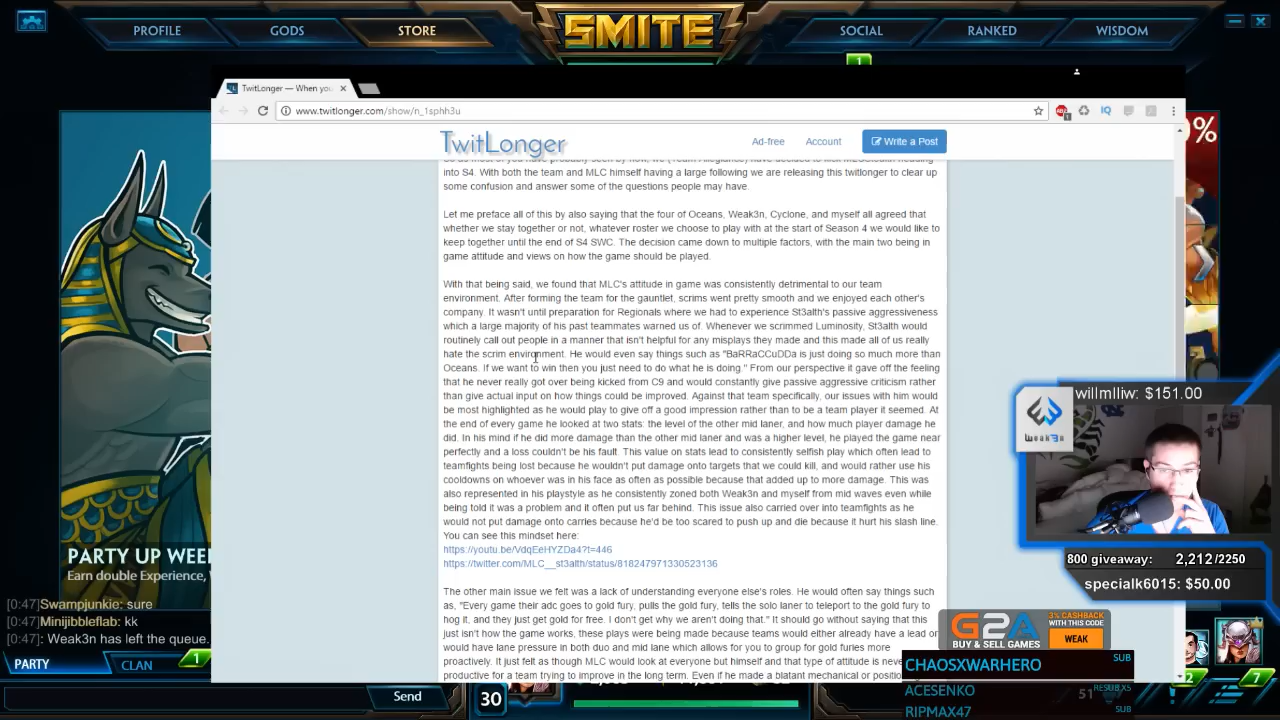 PROFILE
GODS
STORE
SMITE
SOCIAL
RANKED
WISDOM
1
TwitLonger — When you
www.twitlonger.com/show/n_1sphh3u
TwitLonger
Ad-free
Account
Write a Post
into S4. With both the team and MLC himself having a large following we are releasing this twitlonger to clear up
some confusion and answer some of the questions people may have.
Let me preface all of this by also saying that the four of Oceans, Weak3n, Cyclone, and myself all agreed that
whether we stay together or not, whatever roster we choose to play with at the start of Season 4 we would like to
keep together until the end of S4 SWC. The decision came down to multiple factors, with the main two being in
game attitude and views on how the game should be played.
With that being said, we found that MLC's attitude in game was consistently detrimental to our team
environment. After forming the team for the gauntlet, scrims went pretty smooth and we enjoyed each other's
company. It wasn't until preparation for Regionals where we had to experience St3alth's passive aggressiveness
which a large majority of his past teammates warned us of. Whenever we scrimmed Luminosity, St3alth would
routinely call out people in a manner that isn't helpful for any misplays they made and this made all of us really
hate the scrim environment. He would even say things such as "BaRRaCCuDDa is just doing so much more than
Oceans. If we want to win then you just need to do what he is doing." From our perspective it gave off the feeling
that he never really got over being kicked from C9 and would constantly give passive aggressive criticism rather
than give actual input on how things could be improved. Against that team specifically, our issues with him would
be most highlighted as he would play to give off a good impression rather than to be a team player it seemed. At
the end of every game he looked at two stats: the level of the other mid laner, and how much player damage he
did. In his mind if he did more damage than the other mid laner and was a higher level, he played the game near
perfectly and a loss couldn't be his fault. This value on stats lead to consistently selfish play which often lead to
teamfights being lost because he wouldn't put damage onto targets that we could kill, and would rather use his
cooldowns on whoever was in his face as often as possible because that added up to more damage. This was
also represented in his playstyle as he consistently zoned both Weak3n and myself from mid waves even while
being told it was a problem and it often put us far behind. This issue also carried over into teamfights as he
would not put damage onto carries because he'd be too scared to push up and die because it hurt his slash line.
You can see this mindset here:
https://youtu.be/VdqEeHYZDa4?t=446
https://twitter.com/MLC__st3alth/status/818247971330523136
The other main issue we felt was a lack of understanding everyone else's roles. He would often say things such
as, "Every game their adc goes to gold fury, pulls the gold fury, tells the solo laner to teleport to the gold fury to
hog it, and they just get gold for free. I don't get why we aren't doing that." It should go without saying that this
just isn't how the game works, these plays were being made because teams would either already have a lead or
would have lane pressure in both duo and mid lane which allows for you to group for gold furies more
proactively. It just felt as though MLC would look at everyone but himself and that type of attitude is
productive for a team trying to improve in the long term. Even if he made a blatant mechanical or
%
PARTY UP
Earn double Experience,
[0:47]Swampjunkie: sure
[0:47]Minijibbleflab: kk
[0:47]: Weak3n has left the queue.
PARTY
CLAN
1
Send
30
willmlliw: $151.00
Weak3n
800 giveaway: 2,212/2250
specialk6015: $50.00
G2A
BUY & SELL GAMES
3% CASHBACK
WITH THIS CODE
WEAK
CHAOSXWARHERO
SUB
ACESENKO
RIPMAX47
SUB
51
2
7